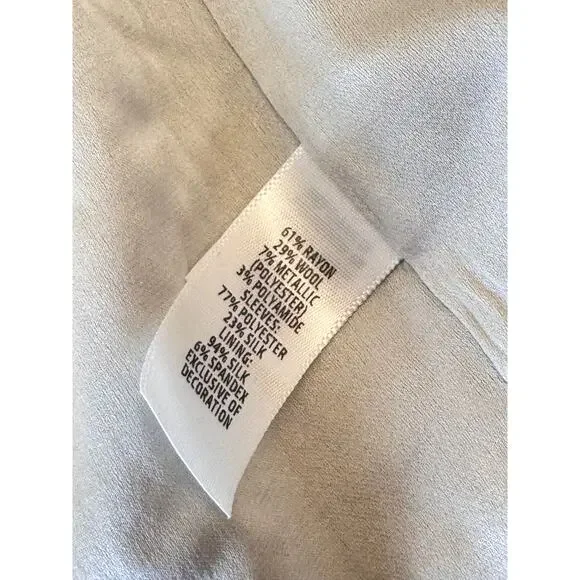 61% RAYON
29% WOOL
7% METALLIC
(POLYESTER)
3% POLYAMIDE
SLEEVES:
77% POLYESTER
23% SILK
LINING:
94% SILK
6% SPANDEX
EXCLUSIVE OF
DECORATION